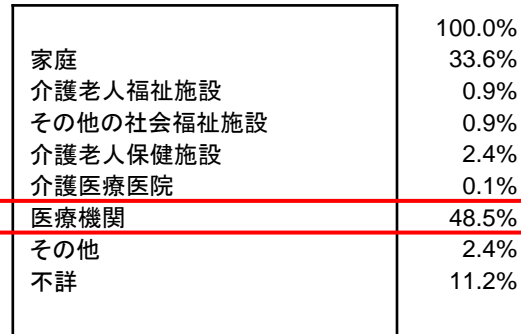 100.0%
家庭 33.6%
介護老人福祉施設 0.9%
その他の社会福祉施設 0.9%
介護老人保健施設 2.4%
介護医療医院 0.1%
医療機関 48.5%
その他 2.4%
不詳 11.2%